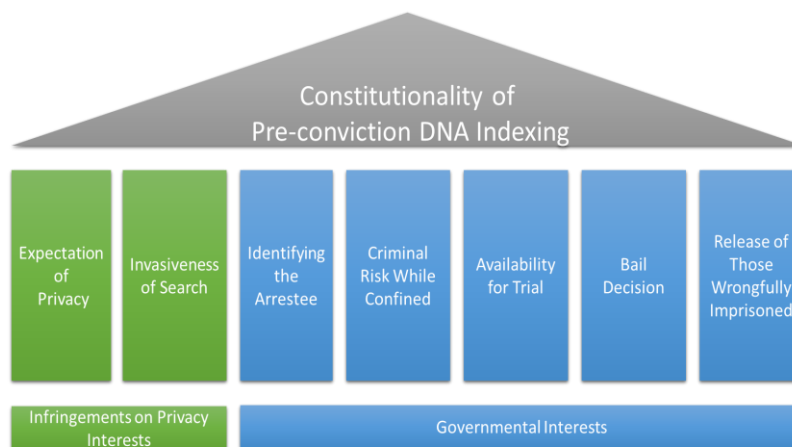 Constitutionality of
Pre-conviction DNA Indexing
Expectation
of
Privacy
Invasiveness
of Search
Identifying
the
Arrestee
Criminal
Risk While
Confined
Availability
for Trial
Bail
Decision
Release of
Those
Wrongfully
Imprisoned
Infringements on Privacy
Interests
Governmental Interests